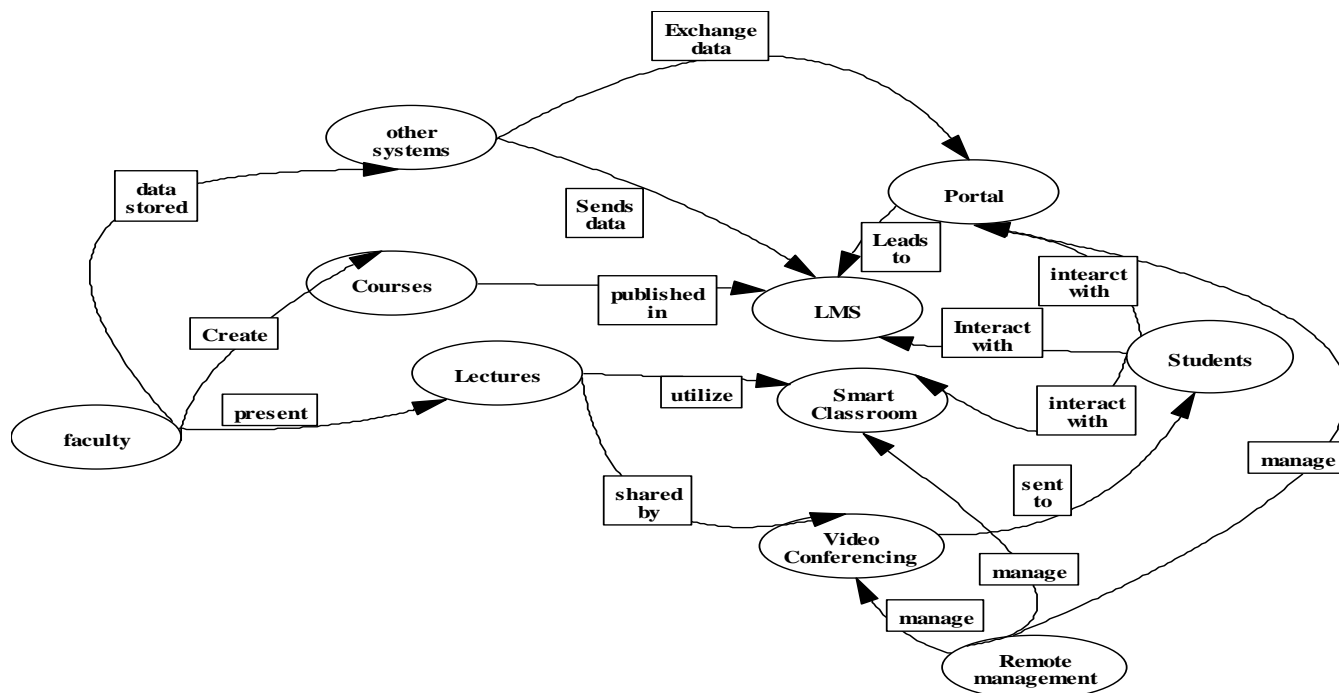 Exchange
data
other
systems
data
stored
Portal
Sends
data
Leads
to
intearct
with
Courses
published
in
LMS
Create
Interact
with
Students
Lectures
utilize
Smart
Classroom
interact
with
present
faculty
manage
shared
by
sent
to
Video
Conferencing
manage
manage
Remote
management